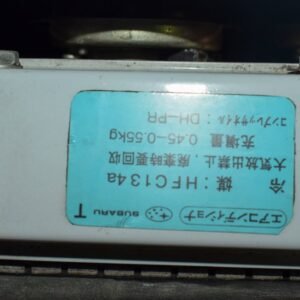 エアコンディショナ SUBARU T
冷媒：HFC134a
大気放出禁止、廃棄時要回収
充填量 0.45-0.55kg
コンプレッサオイル：DH-PR